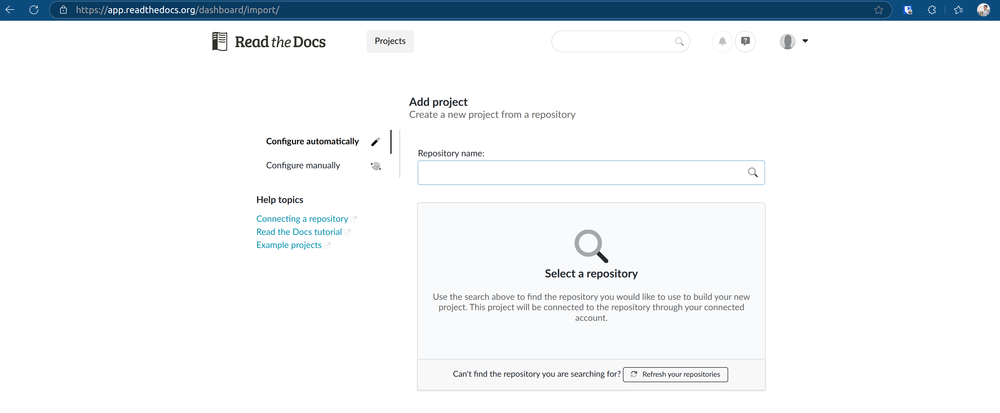 https://app.readthedocs.org/dashboard/import/
Read the Docs
Projects
Add project
Create a new project from a repository
Configure automatically
Configure manually
Help topics
Connecting a repository
Read the Docs tutorial
Example projects
Repository name:
Select a repository
Use the search above to find the repository you would like to use to build your new
project. This project will be connected to the repository through your connected
account.
Can't find the repository you are searching for? Refresh your repositories